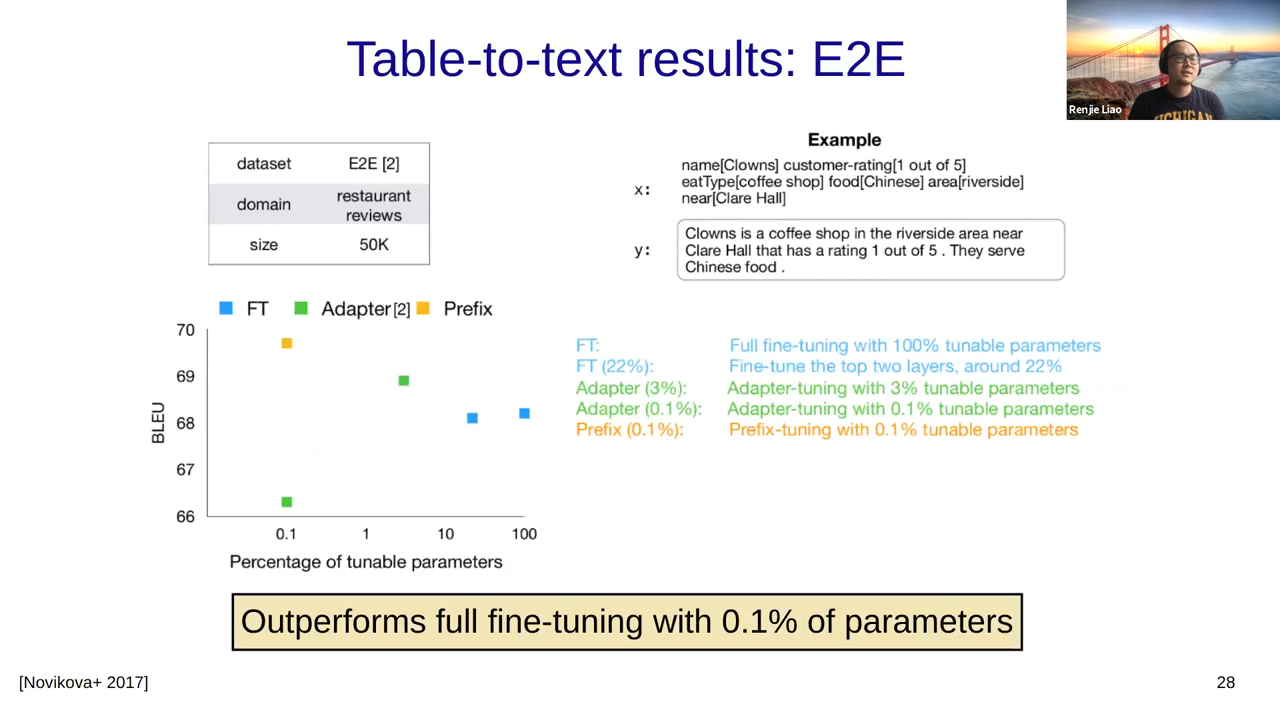 Table-to-text results: E2E
Renjie Liao
MICHIGAN
dataset E2E [2]
domain restaurant reviews
size 50K
Example
x: name[Clowns] customer-rating[1 out of 5]
eatType[coffee shop] food[Chinese] area[riverside]
near[Clare Hall]
y: Clowns is a coffee shop in the riverside area near
Clare Hall that has a rating 1 out of 5 . They serve
Chinese food .
FT Adapter[2] Prefix
70
69
68
67
66
BLEU
0.1 1 10 100
Percentage of tunable parameters
FT: Full fine-tuning with 100% tunable parameters
FT (22%): Fine-tune the top two layers, around 22%
Adapter (3%): Adapter-tuning with 3% tunable parameters
Adapter (0.1%): Adapter-tuning with 0.1% tunable parameters
Prefix (0.1%): Prefix-tuning with 0.1% tunable parameters
Outperforms full fine-tuning with 0.1% of parameters
[Novikova+ 2017]
28